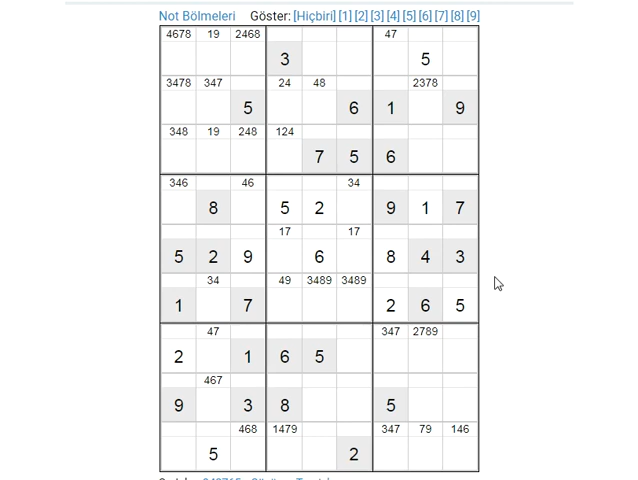 Not Bölmeleri Göster: [Hiçbiri] [1] [2] [3] [4] [5] [6] [7] [8] [9]
4678 19 2468 47
3 5
3478 347 24 48 2378
5 6 1 9
348 19 248 124
7 5 6
346 46 34
8 5 2 9 1 7
17 17
5 2 9 6 8 4 3
34 49 3489 3489
1 7 2 6 5
47 347 2789
2 1 6 5
467
9 3 8 5
468 1479 347 79 146
5 2